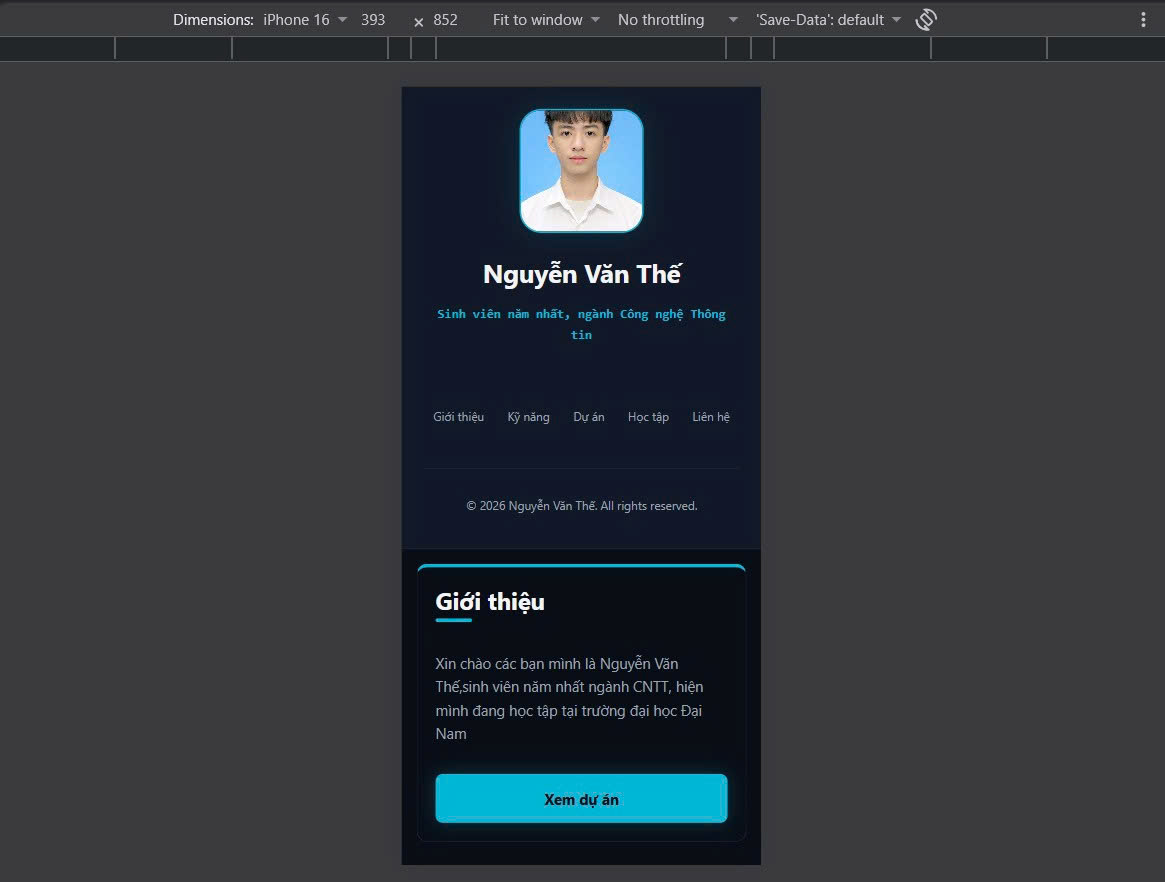 Dimensions: iPhone 16 393 × 852 Fit to window No throttling 'Save-Data': default
Nguyễn Văn Thế
Sinh viên năm nhất, ngành Công nghệ Thông
tin
Giới thiệu Kỹ năng Dự án Học tập Liên hệ
© 2026 Nguyễn Văn Thế. All rights reserved.
Giới thiệu
Xin chào các bạn mình là Nguyễn Văn
Thế,sinh viên năm nhất ngành CNTT, hiện
mình đang học tập tại trường đại học Đại
Nam
Xem dự án